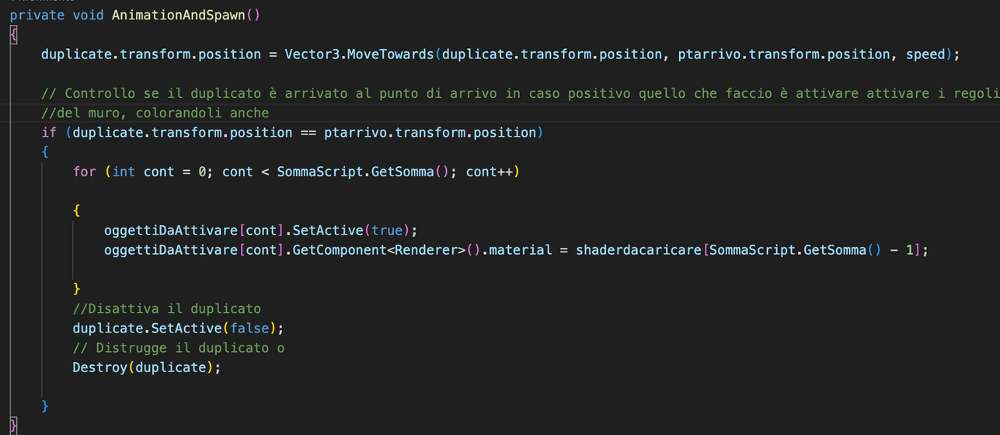 private void AnimationAndSpawn()
{
duplicate.transform.position = Vector3.MoveTowards(duplicate.transform.position, ptarrivo.transform.position, speed);
// Controllo se il duplicato è arrivato al punto di arrivo in caso positivo quello che faccio è attivare attivare i regoli
//del muro, colorandoli anche
if (duplicate.transform.position == ptarrivo.transform.position)
{
for (int cont = 0; cont < SommaScript.GetSomma(); cont++)
{
oggettiDaAttivare[cont].SetActive(true);
oggettiDaAttivare[cont].GetComponent<Renderer>().material = shaderdacaricare[SommaScript.GetSomma() - 1];
}
//Disattiva il duplicato
duplicate.SetActive(false);
// Distrugge il duplicato o
Destroy(duplicate);
}
}